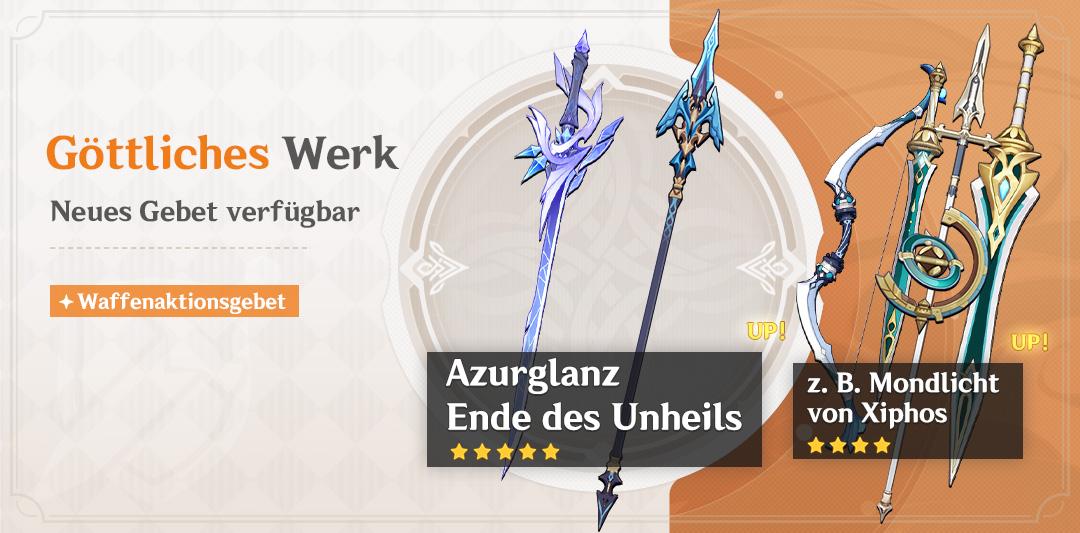 Göttliches Werk
Neues Gebet verfügbar
Waffenaktionsgebet
UP!
Azurglanz
Ende des Unheils
UP!
z. B. Mondlicht
von Xiphos